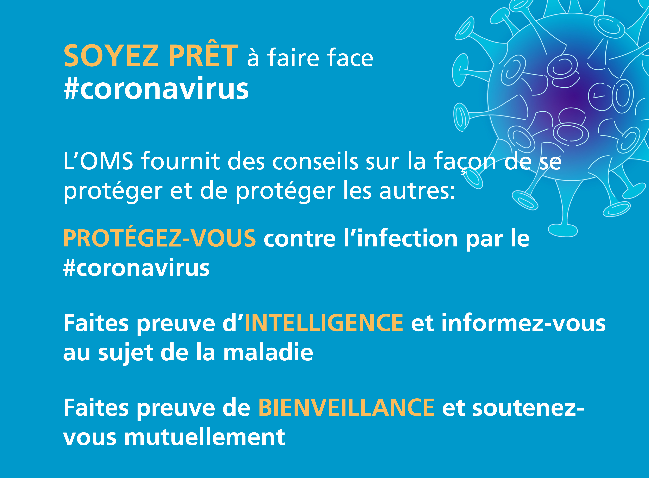 SOYEZ PRÊT à faire face
#coronavirus
L’OMS fournit des conseils sur la façon de se
protéger et de protéger les autres:
PROTÉGEZ-VOUS contre l’infection par le
#coronavirus
Faites preuve d’INTELLIGENCE et informez-vous
au sujet de la maladie
Faites preuve de BIENVEILLANCE et soutenez-
vous mutuellement